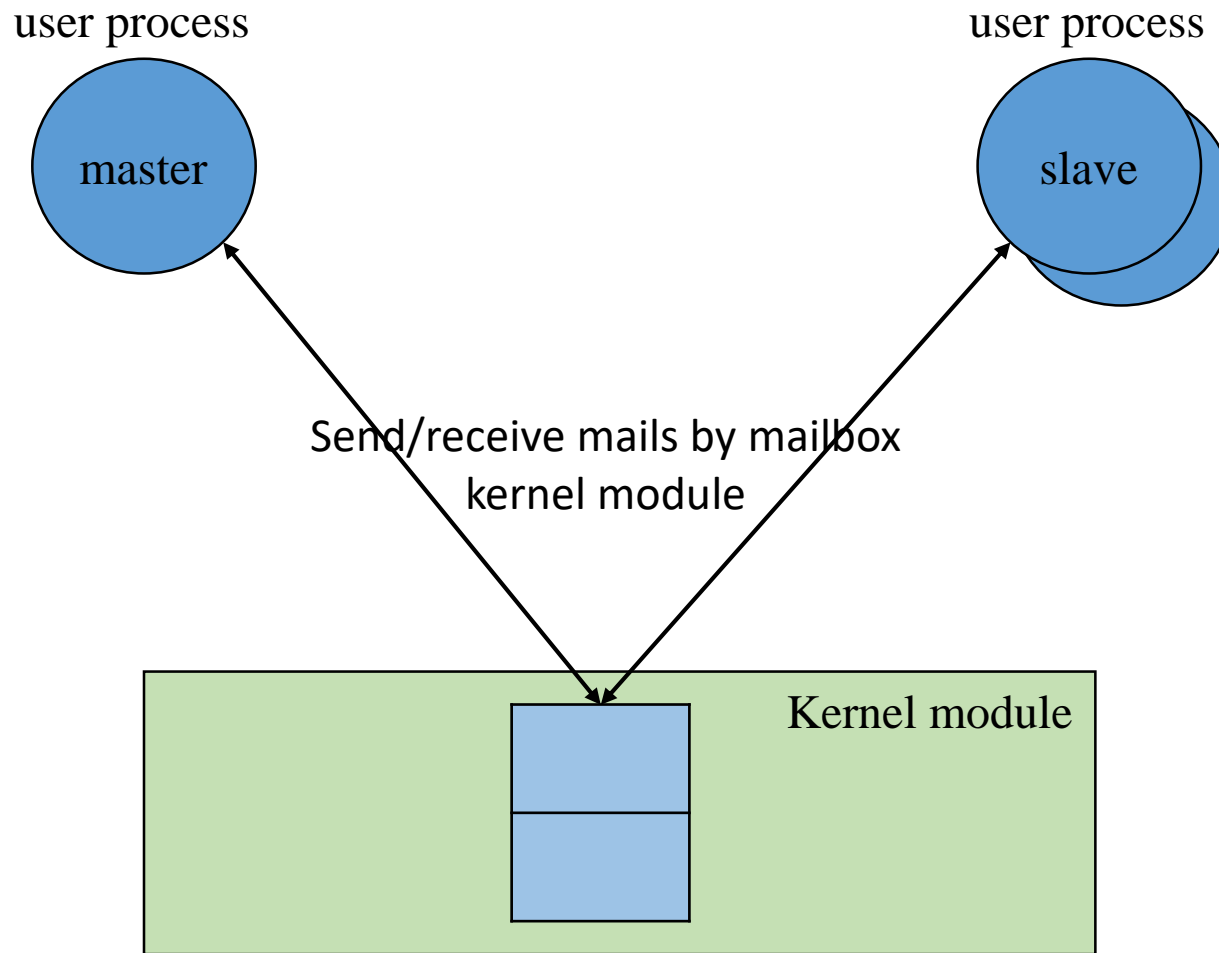 user process
user process
master
slave
Send/receive mails by mailbox
kernel module
Kernel module